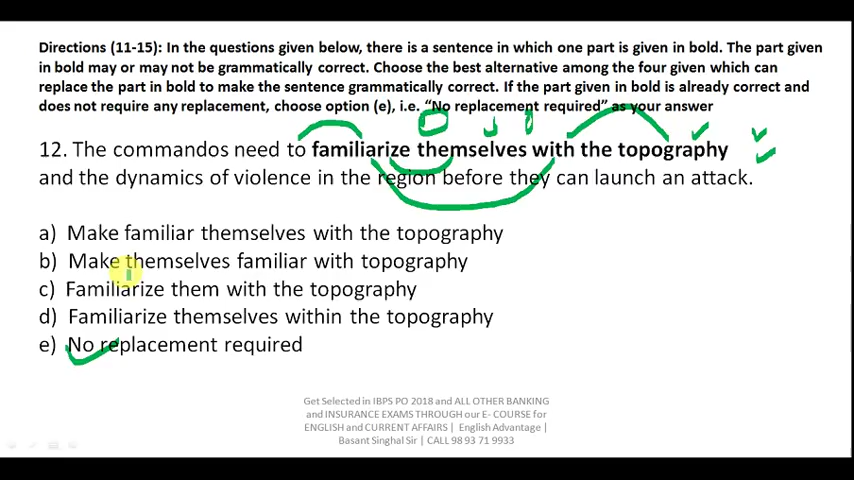 Directions (11-15): In the questions given below, there is a sentence in which one part is given in bold. The part given
in bold may or may not be grammatically correct. Choose the best alternative among the four given which can
replace the part in bold to make the sentence grammatically correct. If the part given in bold is already correct and
does not require any replacement, choose option (e), i.e. “No replacement required” as your answer
12. The commandos need to familiarize themselves with the topography
and the dynamics of violence in the region before they can launch an attack.
a) Make familiar themselves with the topography
b) Make themselves familiar with topography
c) Familiarize them with the topography
d) Familiarize themselves within the topography
e) No replacement required
Get Selected in IBPS PO 2018 and ALL OTHER BANKING
and INSURANCE EXAMS THROUGH our E- COURSE for
ENGLISH and CURRENT AFFAIRS | English Advantage |
Basant Singhal Sir | CALL 98 93 71 9933